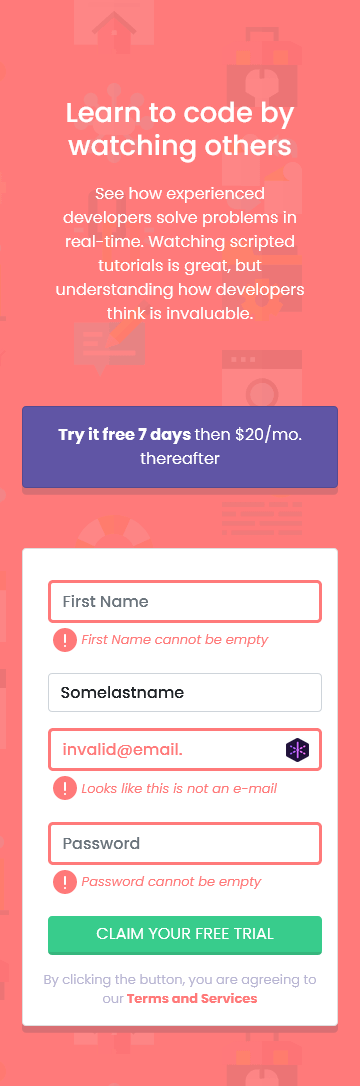 Learn to code by
watching others
See how experienced
developers solve problems in
real-time. Watching scripted
tutorials is great, but
understanding how developers
think is invaluable.
Try it free 7 days then $20/mo.
thereafter
First Name
First Name cannot be empty
Somelastname
invalid@email.
Looks like this is not an e-mail
Password
Password cannot be empty
CLAIM YOUR FREE TRIAL
By clicking the button, you are agreeing to
our Terms and Services